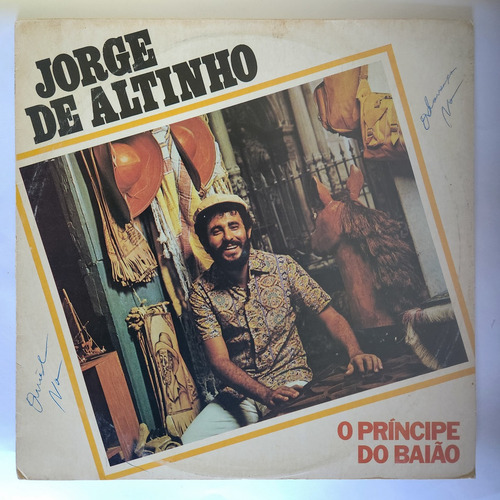 JORGE
DE ALTINHO
O PRÍNCIPE
DO BAIÃO